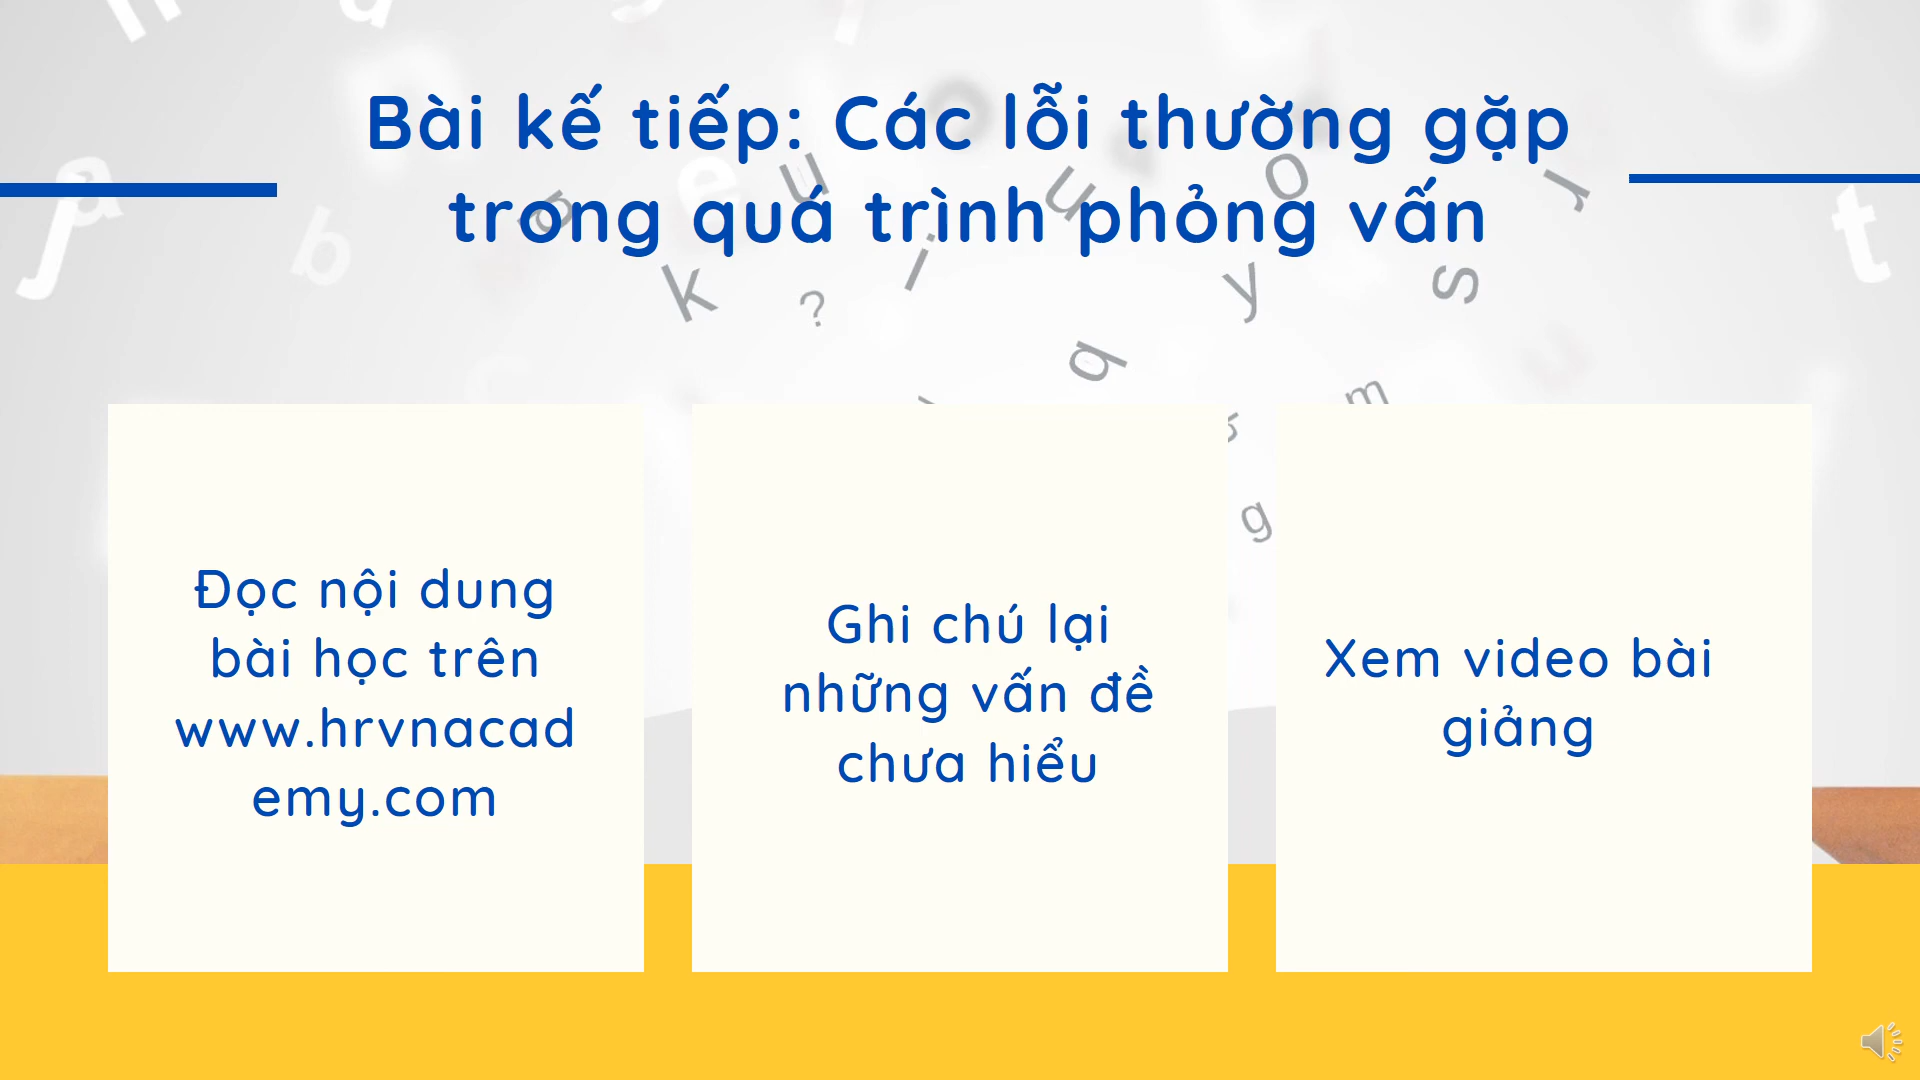 Bài kế tiếp: Các lỗi thường gặp
trong quá trình phỏng vấn
Đọc nội dung
bài học trên
www.hrvnacad
emy.com
Ghi chú lại
những vấn đề
chưa hiểu
Xem video bài
giảng